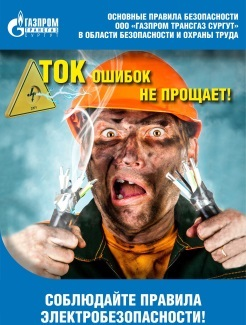 ГАЗПРОМ
ТРАНСГАЗ
СУРГУТ
ОСНОВНЫЕ ПРАВИЛА БЕЗОПАСНОСТИ
ООО «ГАЗПРОМ ТРАНСГАЗ СУРГУТ»
В ОБЛАСТИ БЕЗОПАСНОСТИ И ОХРАНЫ ТРУДА
ТОК ОШИБОК
НЕ ПРОЩАЕТ!
СОБЛЮДАЙТЕ ПРАВИЛА
ЭЛЕКТРОБЕЗОПАСНОСТИ!